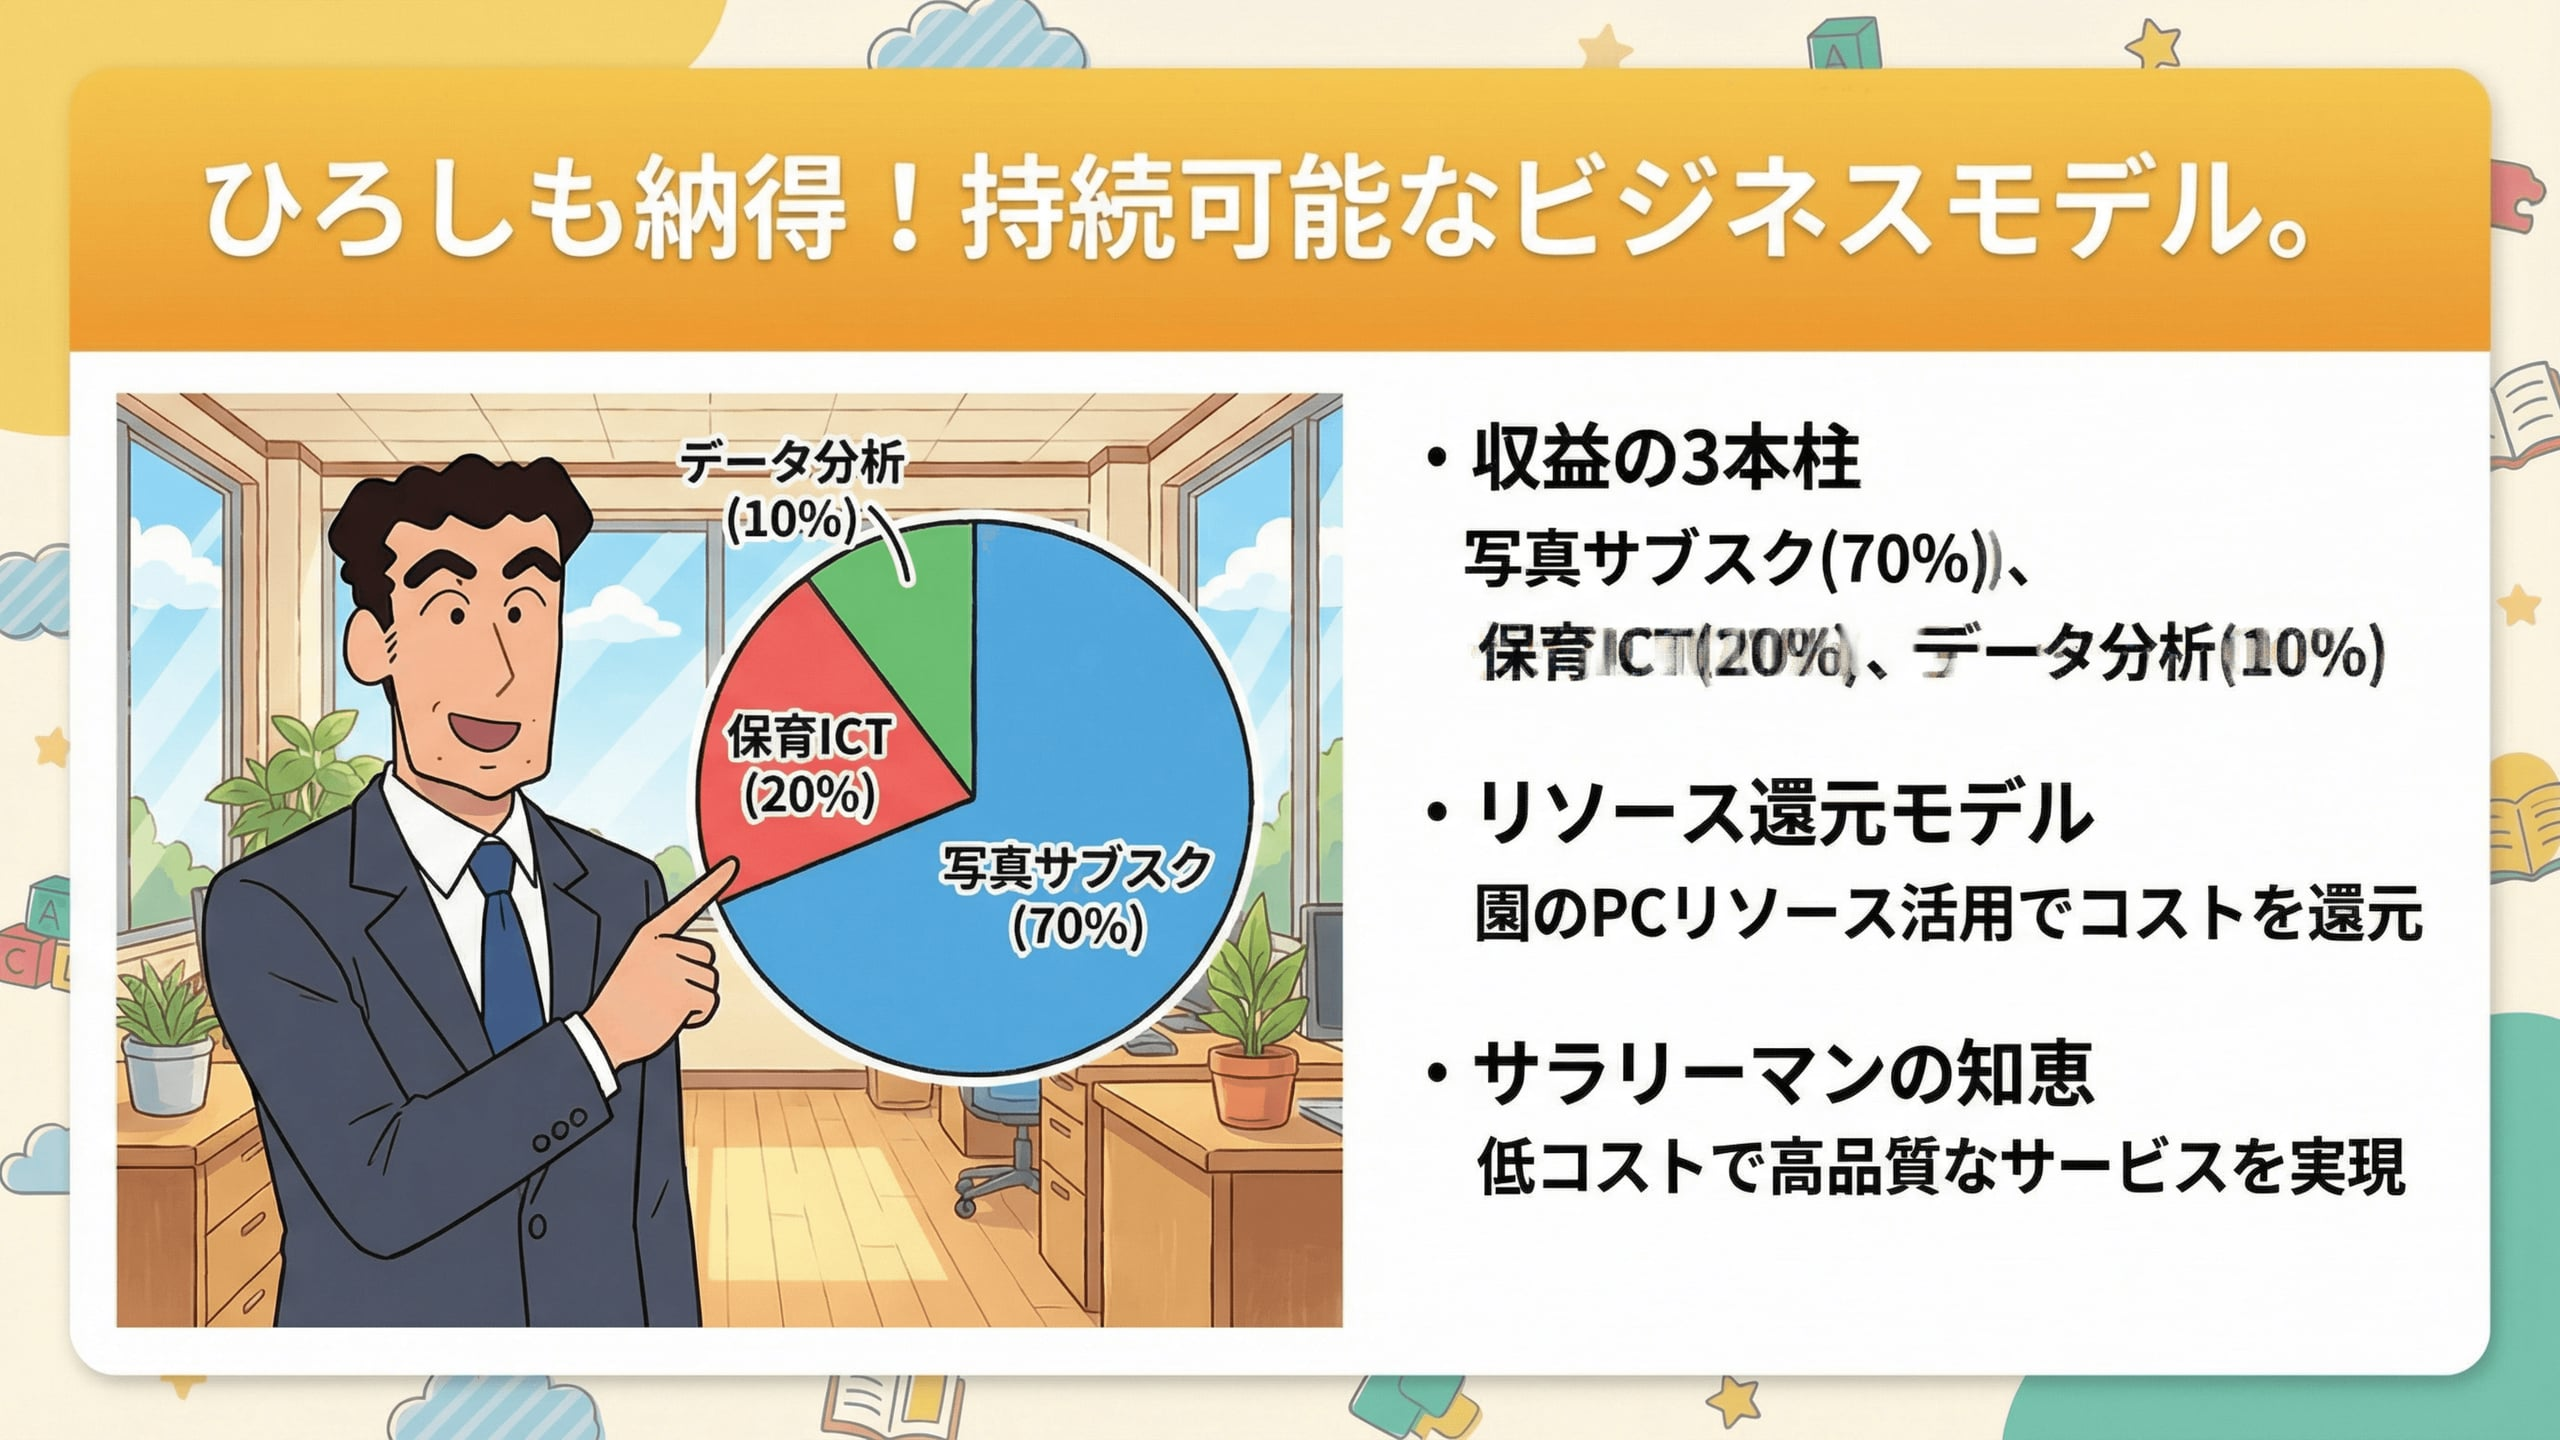 ひろしも納得！持続可能なビジネスモデル。
データ分析
(10%)
保育ICT
(20%)
写真サブスク
(70%)
・収益の3本柱
写真サブスク(70%)、
保育ICT(20%)、データ分析(10%)
・リソース還元モデル
園のPCリソース活用でコストを還元
・サラリーマンの知恵
低コストで高品質なサービスを実現
A
A
C